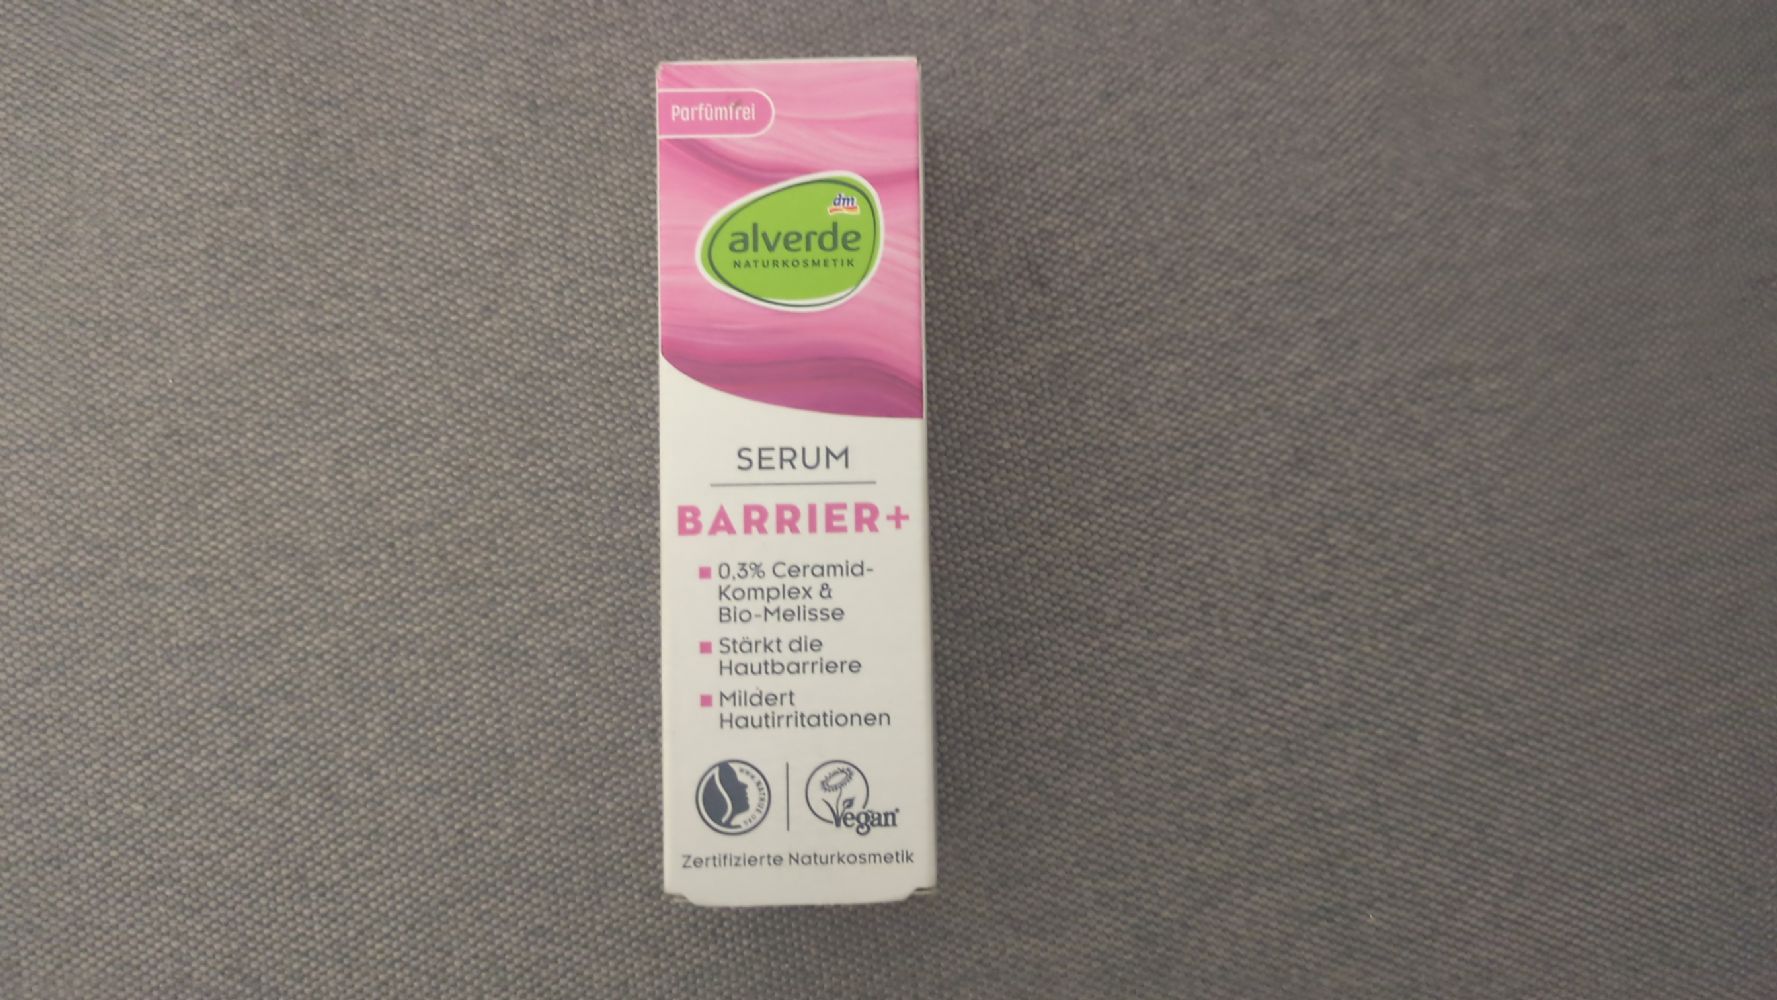 Parfümfrei
dm
alverde
NATURKOSMETIK
SERUM
BARRIER+
0,3% Ceramid-
Komplex &
Bio-Melisse
Stärkt die
Hautbarriere
Mildert
Hautirritationen
Vegan
Zertifizierte Naturkosmetik